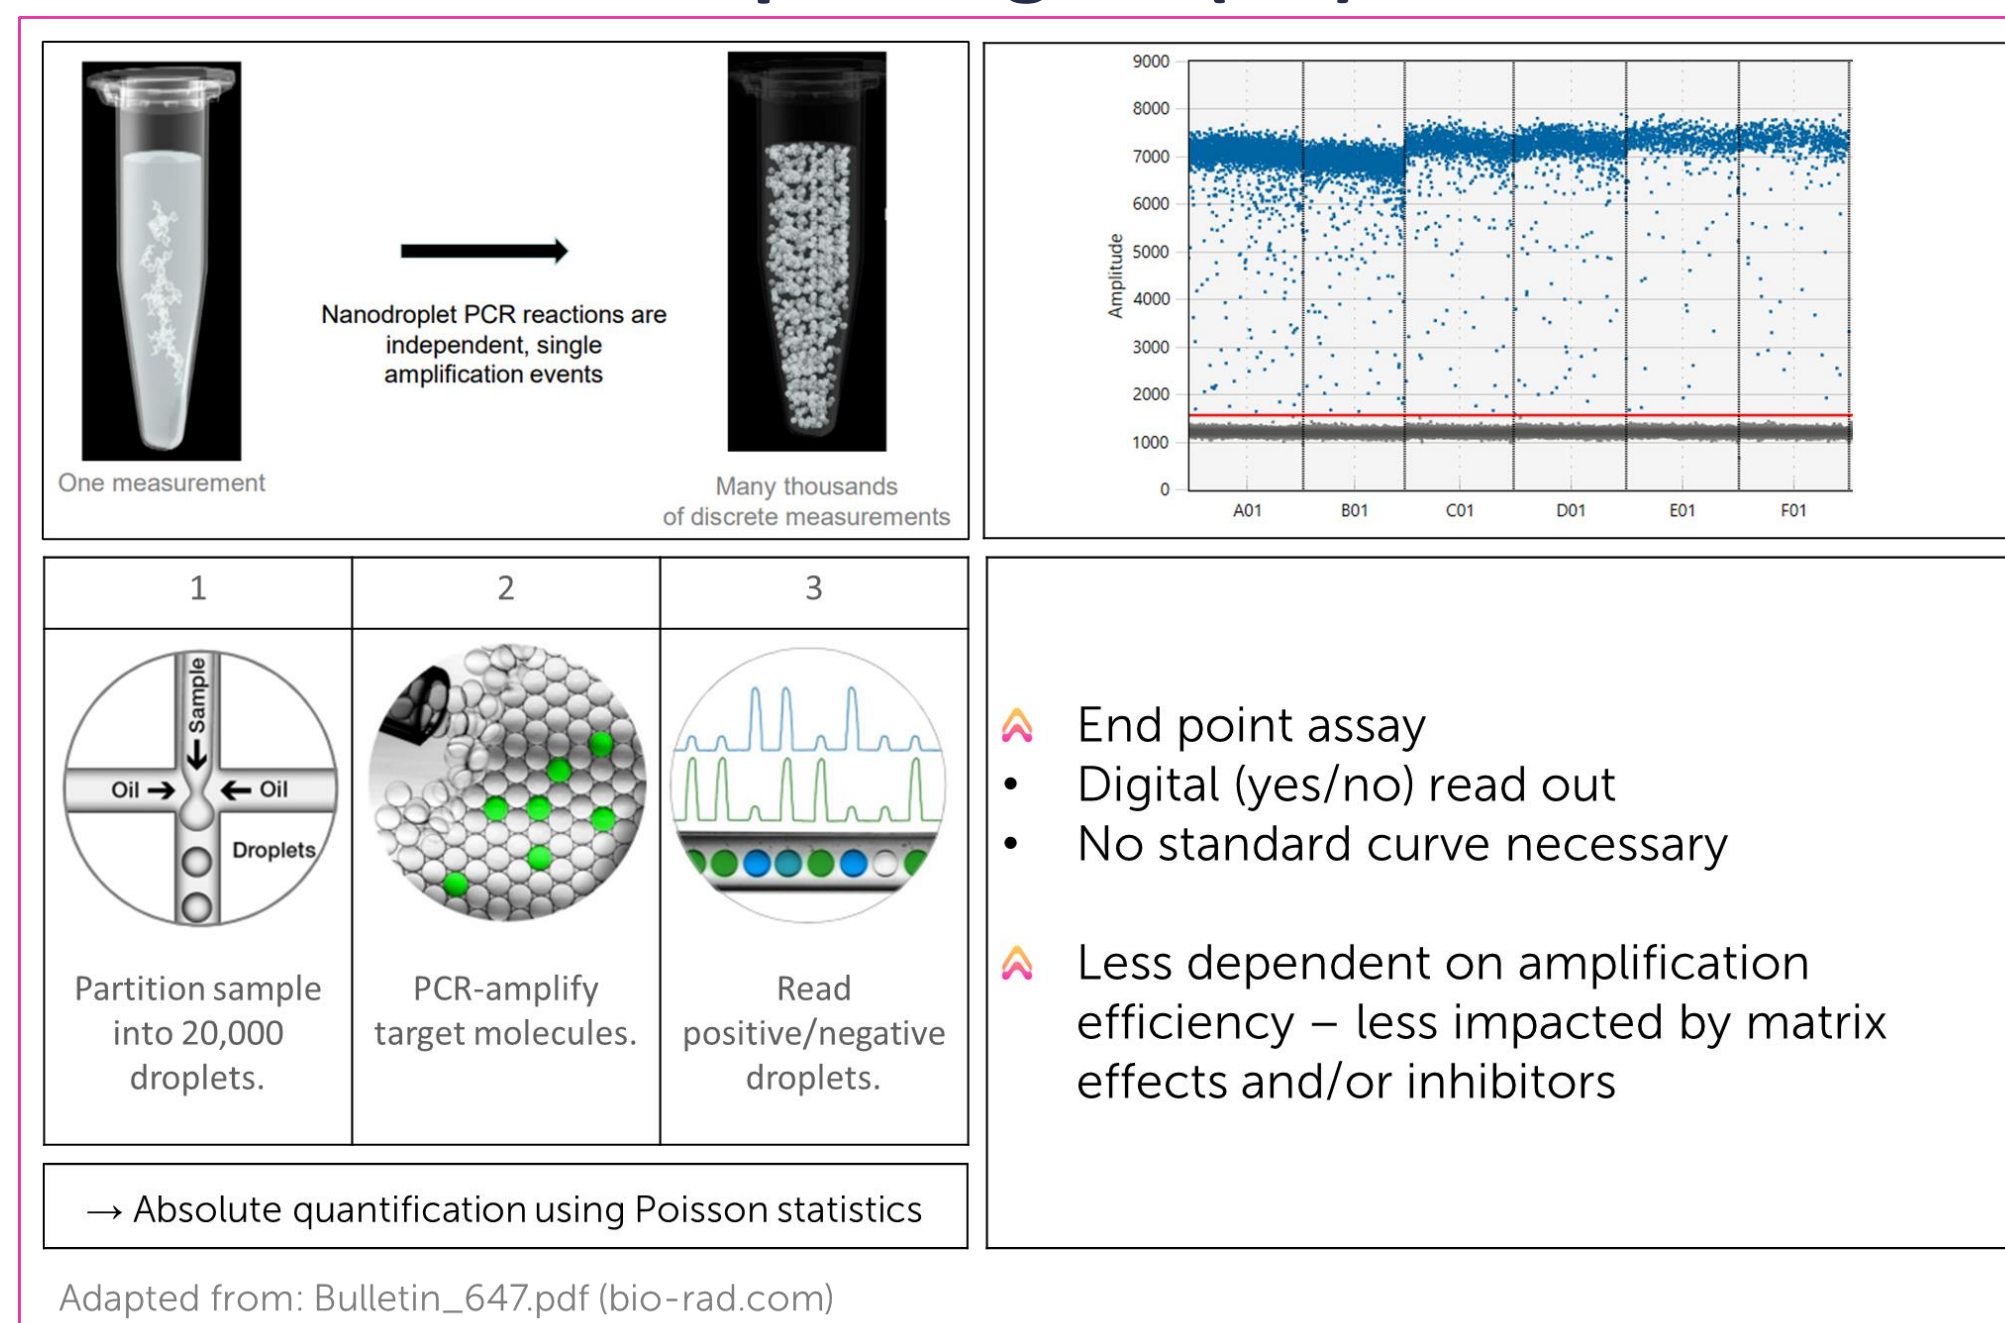 One measurement
Nanodroplet PCR reactions are
independent, single
amplification events
Many thousands
of discrete measurements
9000
8000
7000
6000
5000
4000
3000
2000
1000
0
Amplitude
A01 B01 C01 D01 E01 F01
1 2 3
Sample
Oil → ← Oil
Droplets
Partition sample
into 20,000
droplets.
PCR-amplify
target molecules.
Read
positive/negative
droplets.
→ Absolute quantification using Poisson statistics
End point assay
• Digital (yes/no) read out
• No standard curve necessary
Less dependent on amplification
efficiency – less impacted by matrix
effects and/or inhibitors
Adapted from: Bulletin_647.pdf (bio-rad.com)